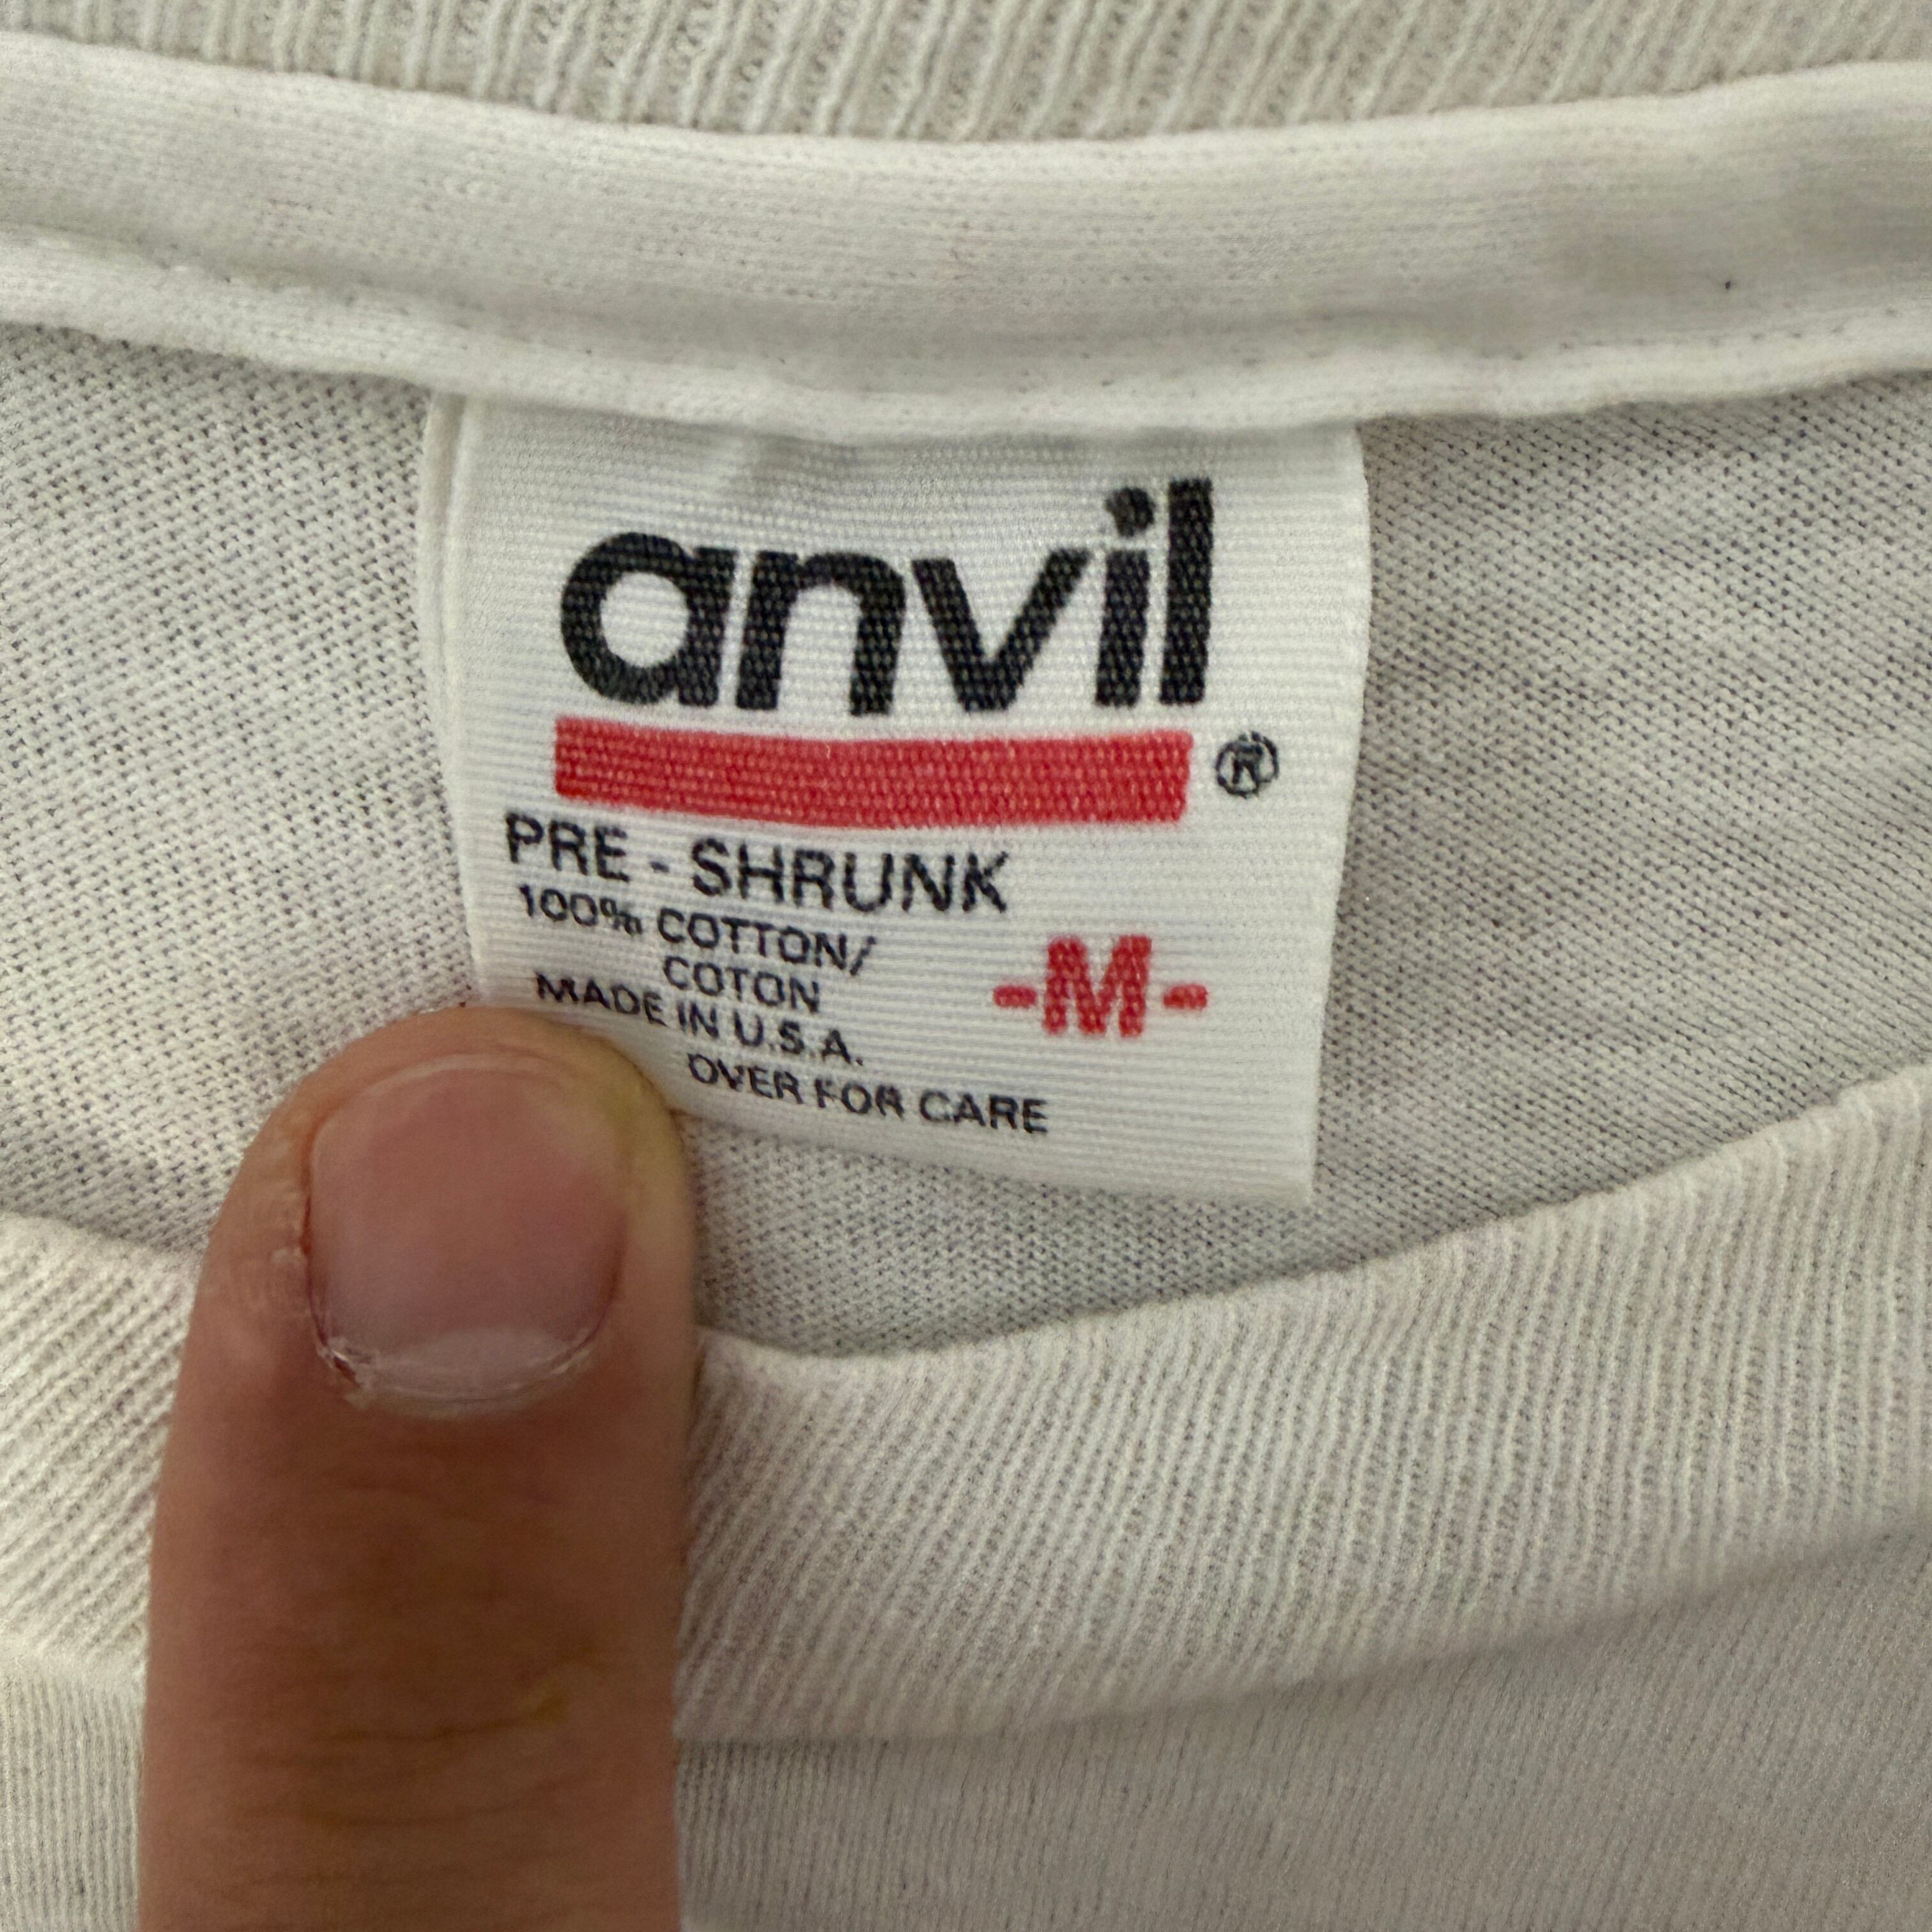 anvil
®
PRE - SHRUNK
100% COTTON/
COTON
-M-
MADE IN U.S.A.
OVER FOR CARE